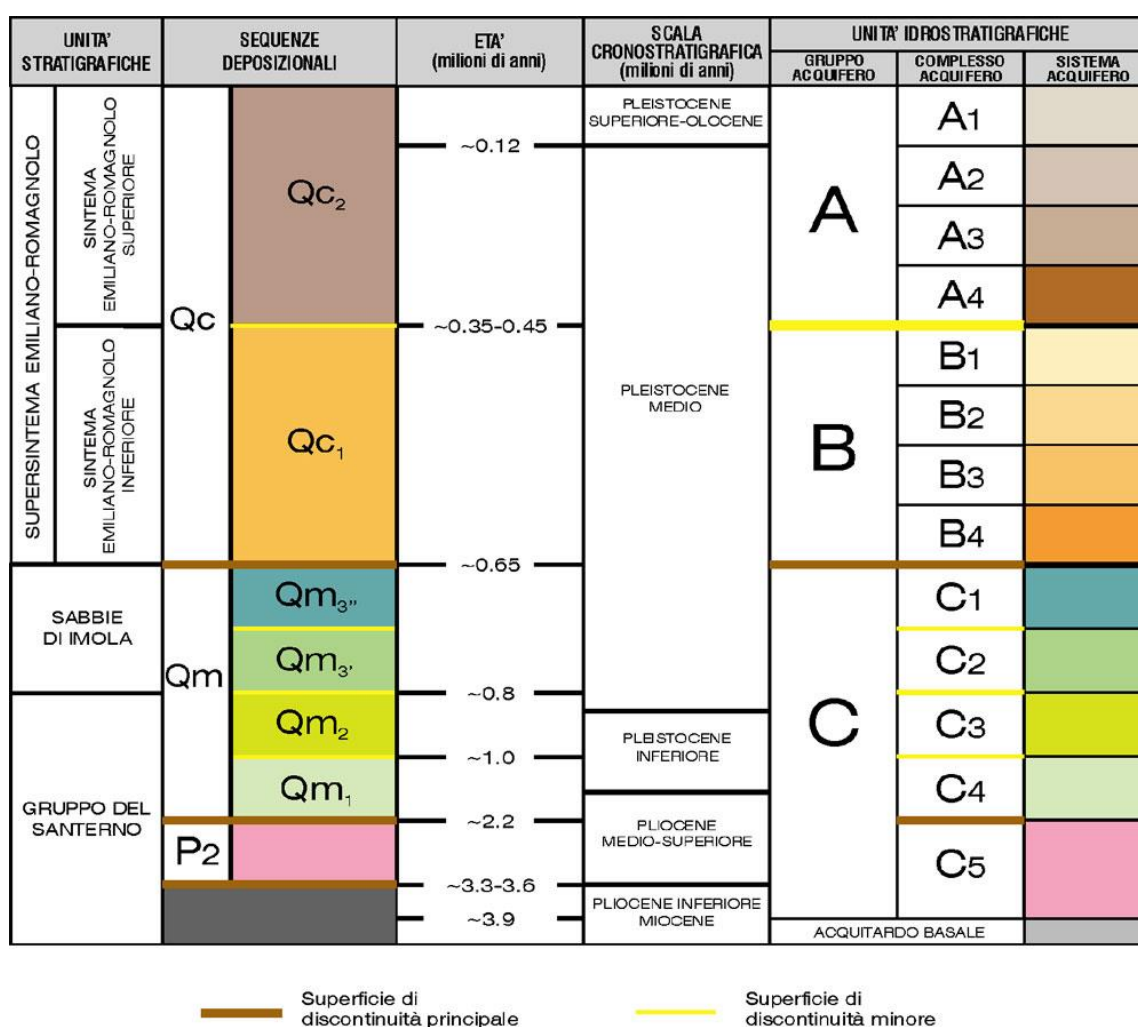 UNITA'
STRATIGRAFICHE
SEQUENZE
DEPOSIZIONALI
ETA'
(milioni di anni)
SCALA
CRONOSTRATIGRAFICA
(milioni di anni)
UNITA' IDROSTRATIGRAFICHE
GRUPPO
ACQUIFERO
COMPLESSO
ACQUIFERO
SISTEMA
ACQUIFERO
SUPERSINTEMA EMILIANO-ROMAGNOLO
SINTEMA
EMILIANO-ROMAGNOLO
SUPERIORE
SINTEMA
EMILIANO-ROMAGNOLO
INFERIORE
SABBIE
DI IMOLA
GRUPPO DEL
SANTERNO
Qc
Qm
P2
Qc2
Qc1
Qm3''
Qm3'
Qm2
Qm1
~0.12
~0.35-0.45
~0.65
~0.8
~1.0
~2.2
~3.3-3.6
~3.9
PLEISTOCENE
SUPERIORE-OLOCENE
PLEISTOCENE
MEDIO
PLEISTOCENE
INFERIORE
PLIOCENE
MEDIO-SUPERIORE
PLIOCENE INFERIORE
MIOCENE
A
B
C
A1
A2
A3
A4
B1
B2
B3
B4
C1
C2
C3
C4
C5
ACQUITARDO BASALE
Superficie di
discontinuità principale
Superficie di
discontinuità minore